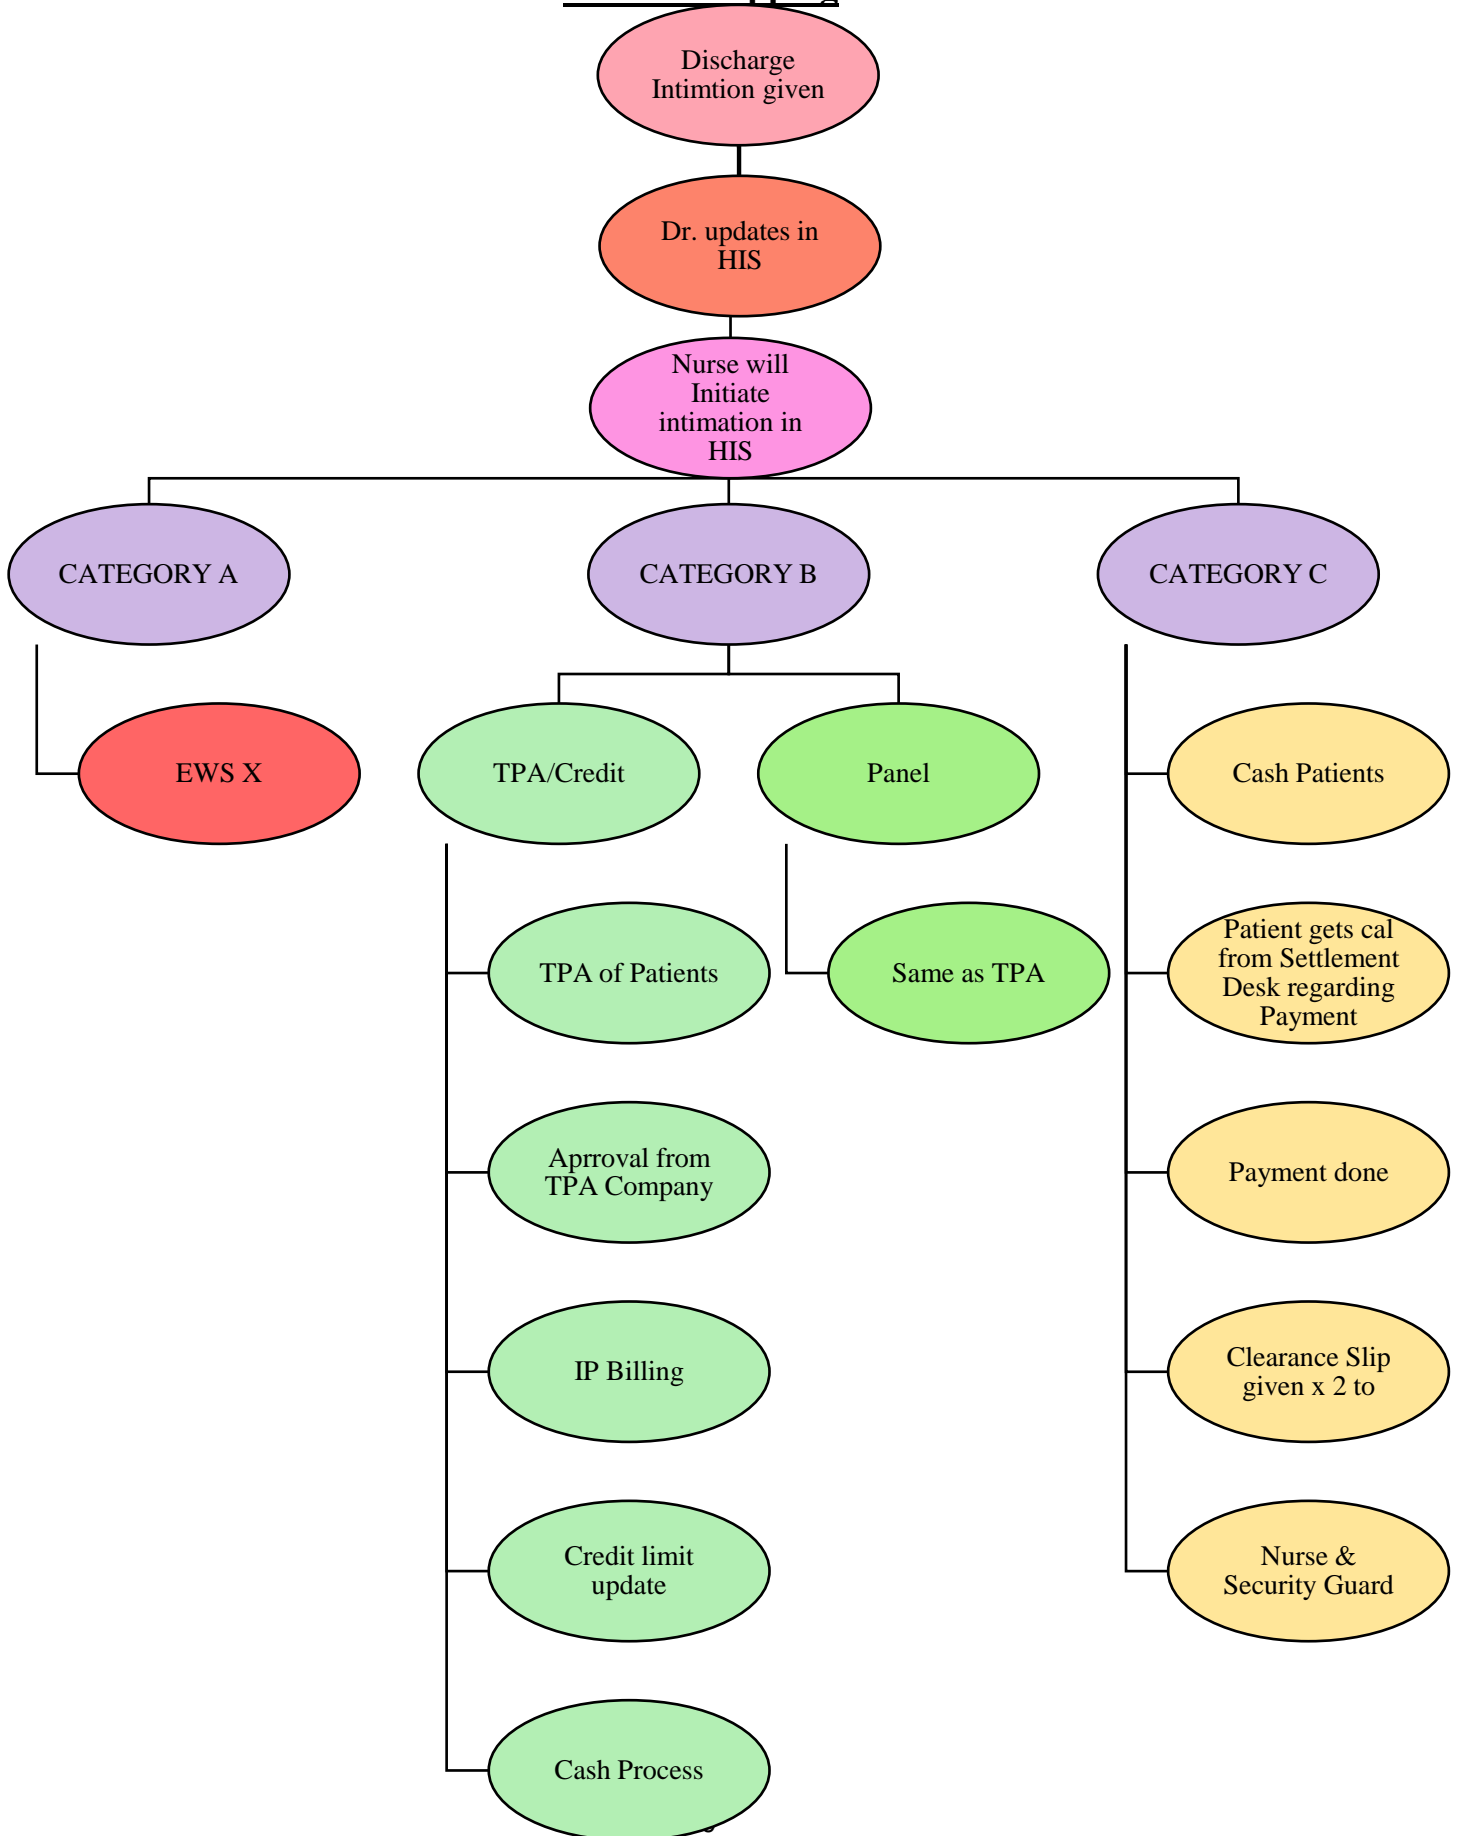 Discharge
Intimtion given
Dr. updates in
HIS
Nurse will
Initiate
intimation in
HIS
CATEGORY A
CATEGORY B
CATEGORY C
EWS X
TPA/Credit
Panel
Cash Patients
TPA of Patients
Same as TPA
Patient gets cal
from Settlement
Desk regarding
Payment
Aprroval from
TPA Company
Payment done
IP Billing
Clearance Slip
given x 2 to
Credit limit
update
Nurse &
Security Guard
Cash Process